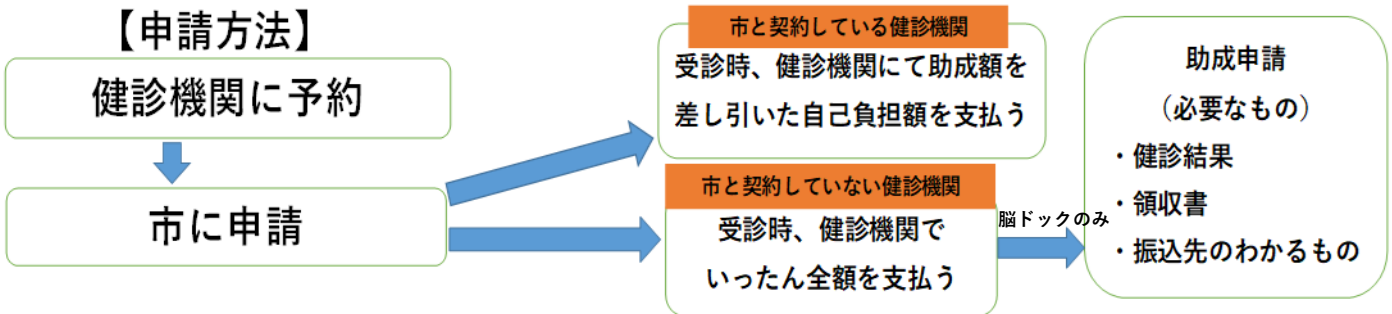 【申請方法】
健診機関に予約
市に申請
市と契約している健診機関
受診時、健診機関にて助成額を
差し引いた自己負担額を支払う
市と契約していない健診機関
受診時、健診機関で
いったん全額を支払う
脳ドックのみ
助成申請
（必要なもの）
・健診結果
・領収書
・振込先のわかるもの